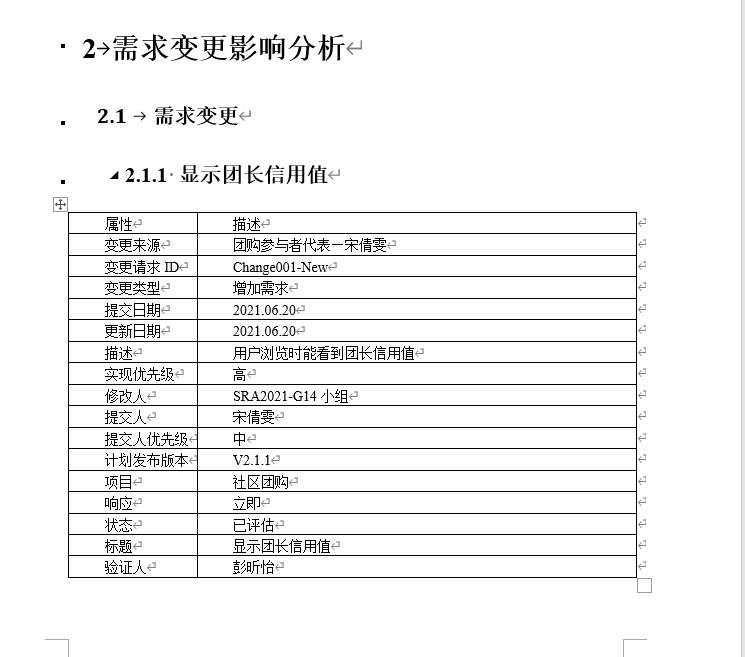 2 需求变更影响分析
2.1 需求变更
2.1.1 显示团长信用值
属性 描述
变更来源 团购参与者代表—宋倩雯
变更请求 ID Change001-New
变更类型 增加需求
提交日期 2021.06.20
更新日期 2021.06.20
描述 用户浏览时能看到团长信用值
实现优先级 高
修改人 SRA2021-G14 小组
提交人 宋倩雯
提交人优先级 中
计划发布版本 V2.1.1
项目 社区团购
响应 立即
状态 已评估
标题 显示团长信用值
验证人 彭昕怡